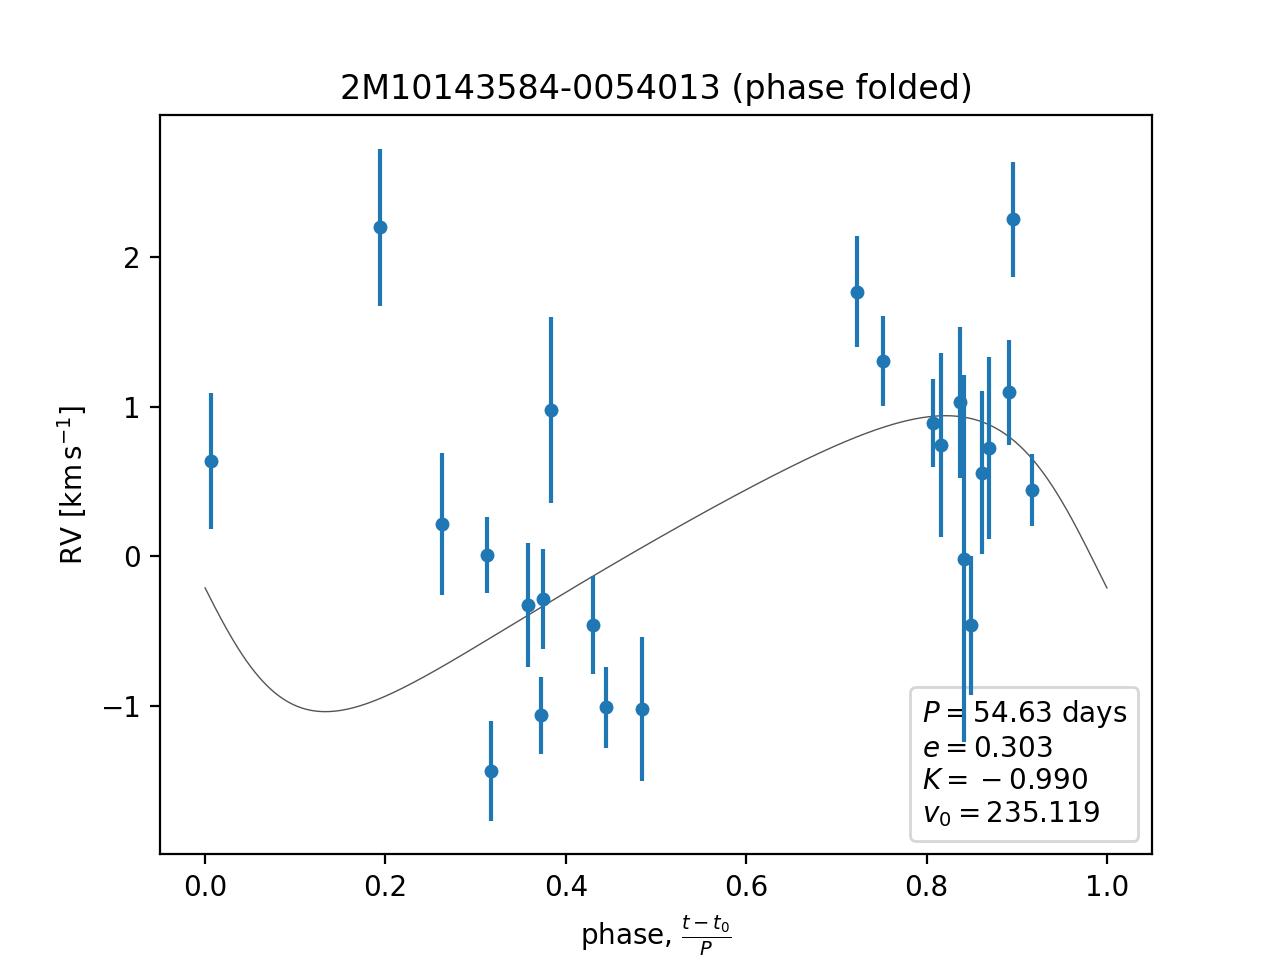 2M10143584-0054013 (phase folded)
RV [km s⁻¹]
2
1
0
−1
P = 54.63 days
e = 0.303
K = −0.990
v₀ = 235.119
0.0 0.2 0.4 0.6 0.8 1.0
phase, (t − t₀)/P